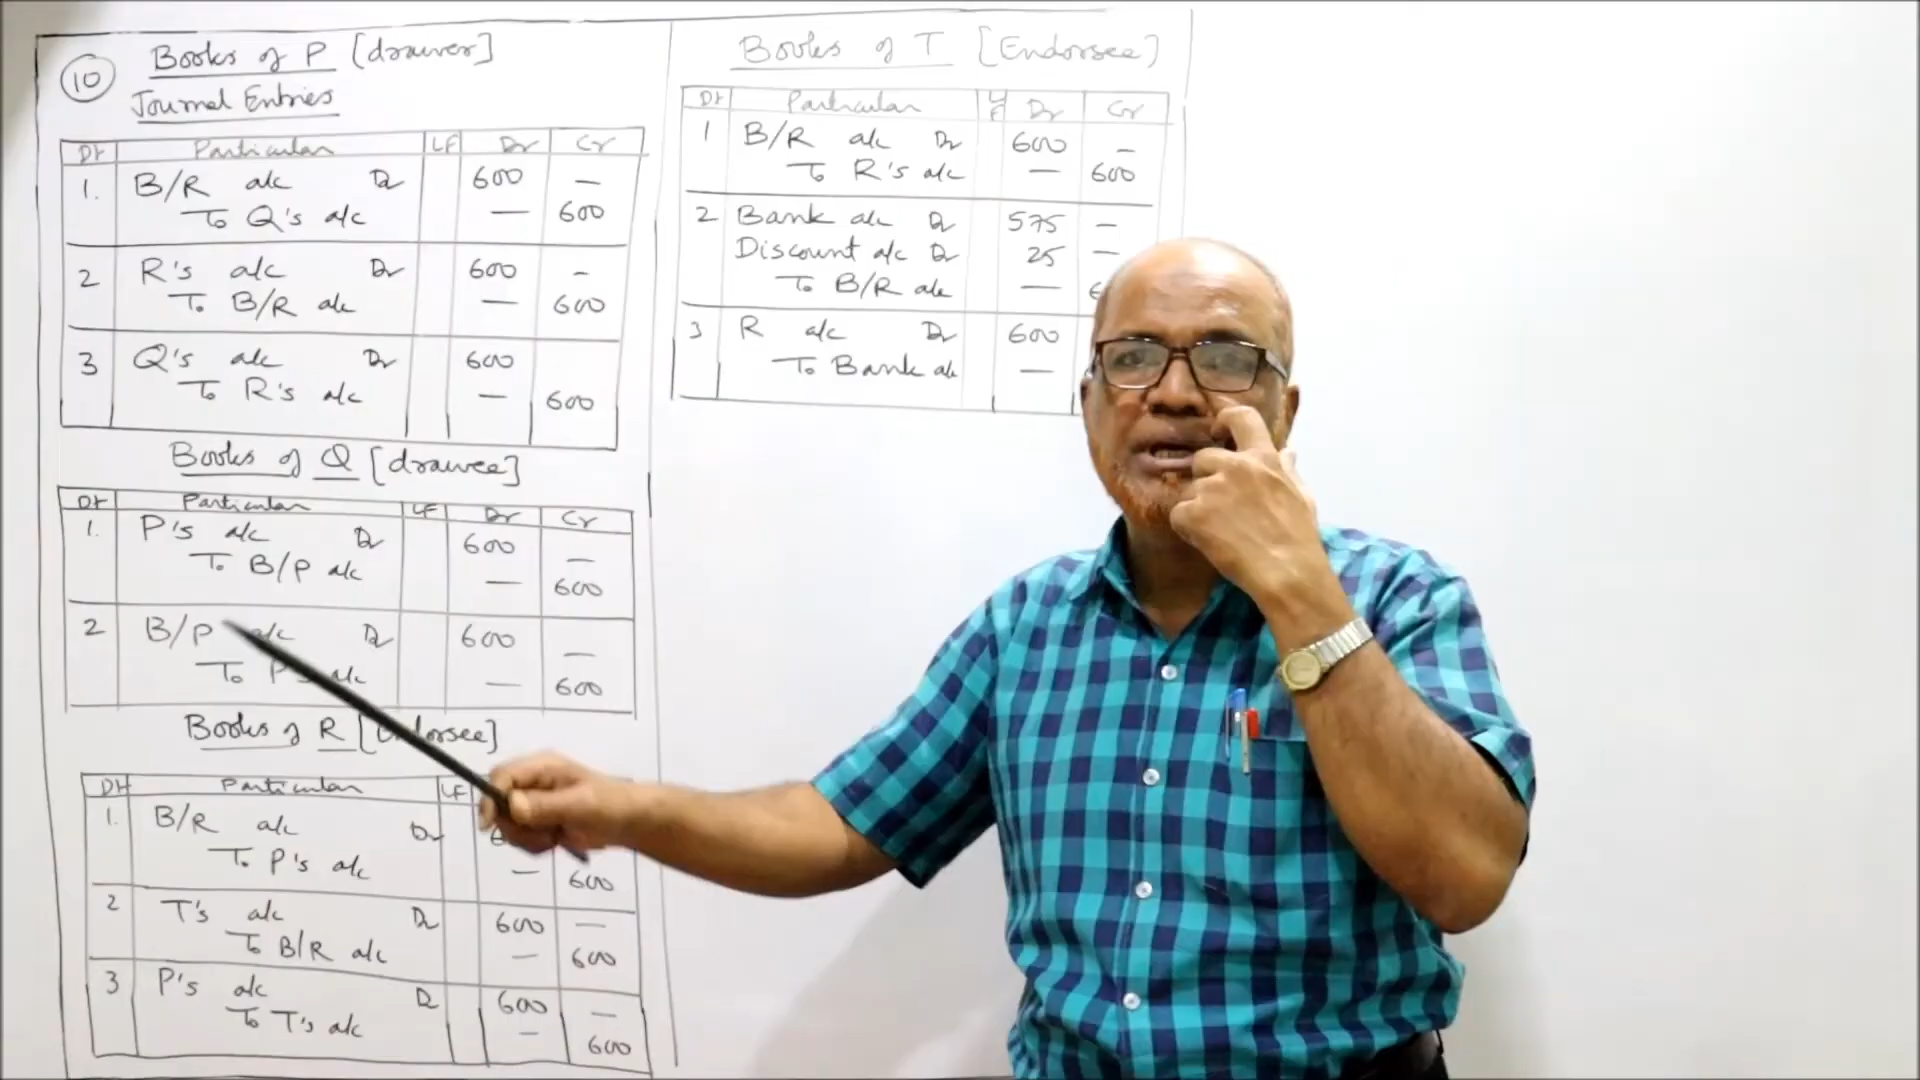 10
Books of P [drawer]
Journal Entries
Dt Particular LF Dr Cr
1. B/R a/c Dr 600 —
To Q's a/c — 600
2 R's a/c Dr 600 -
To B/R a/c — 600
3 Q's a/c Dr 600
To R's a/c — 600
Books of Q [drawee]
Dt Particular LF Dr Cr
1. P's a/c Dr 600 —
To B/P a/c — 600
2 B/P a/c Dr 600 —
To P's a/c — 600
Books of R [Endorsee]
Dt Particular LF
1. B/R a/c Dr
To P's a/c — 600
2 T's a/c Dr 600 —
To B/R a/c — 600
3 P's a/c Dr 600 —
To T's a/c - 600
Books of T [Endorsee]
Dt Particular LF Dr Cr
1 B/R a/c Dr 600 —
To R's a/c — 600
2 Bank a/c Dr 575 —
Discount a/c Dr 25 —
To B/R a/c —
3 R a/c Dr 600
To Bank a/c —